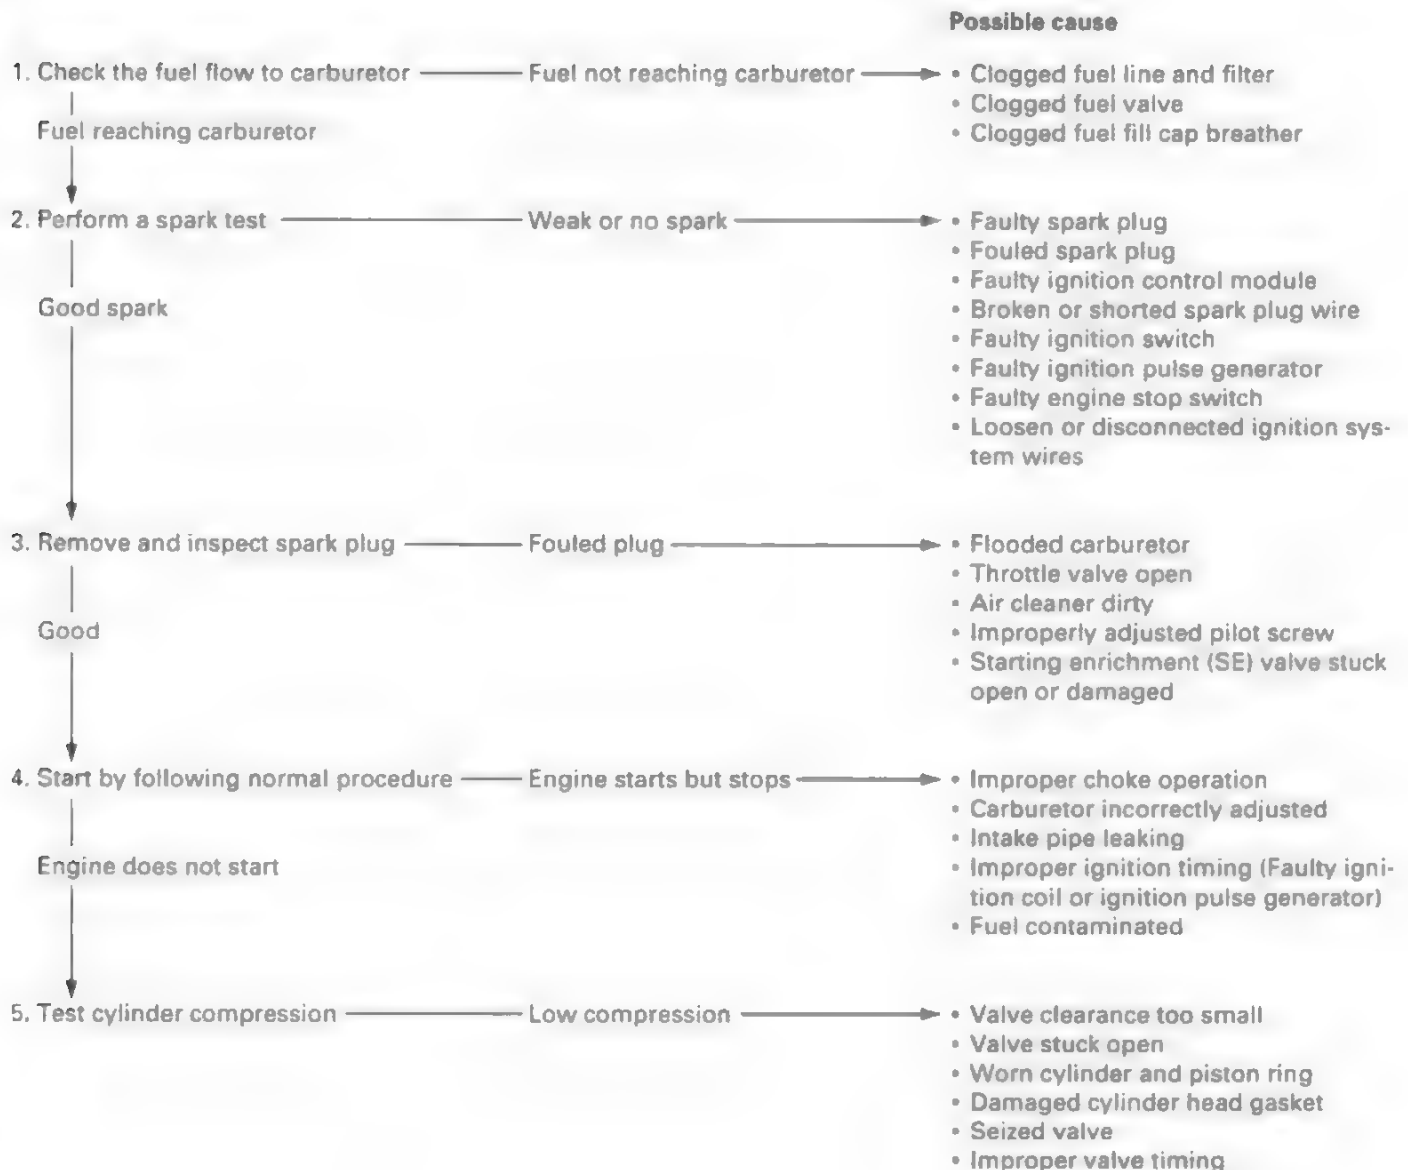 Possible cause
1. Check the fuel flow to carburetor
Fuel not reaching carburetor
• Clogged fuel line and filter
• Clogged fuel valve
• Clogged fuel fill cap breather
Fuel reaching carburetor
2. Perform a spark test
Weak or no spark
• Faulty spark plug
• Fouled spark plug
• Faulty ignition control module
• Broken or shorted spark plug wire
• Faulty ignition switch
• Faulty ignition pulse generator
• Faulty engine stop switch
• Loosen or disconnected ignition sys-
tem wires
Good spark
3. Remove and inspect spark plug
Fouled plug
• Flooded carburetor
• Throttle valve open
• Air cleaner dirty
• Improperly adjusted pilot screw
• Starting enrichment (SE) valve stuck
open or damaged
Good
4. Start by following normal procedure
Engine starts but stops
• Improper choke operation
• Carburetor incorrectly adjusted
• Intake pipe leaking
• Improper ignition timing (Faulty igni-
tion coil or ignition pulse generator)
• Fuel contaminated
Engine does not start
5. Test cylinder compression
Low compression
• Valve clearance too small
• Valve stuck open
• Worn cylinder and piston ring
• Damaged cylinder head gasket
• Seized valve
• Improper valve timing